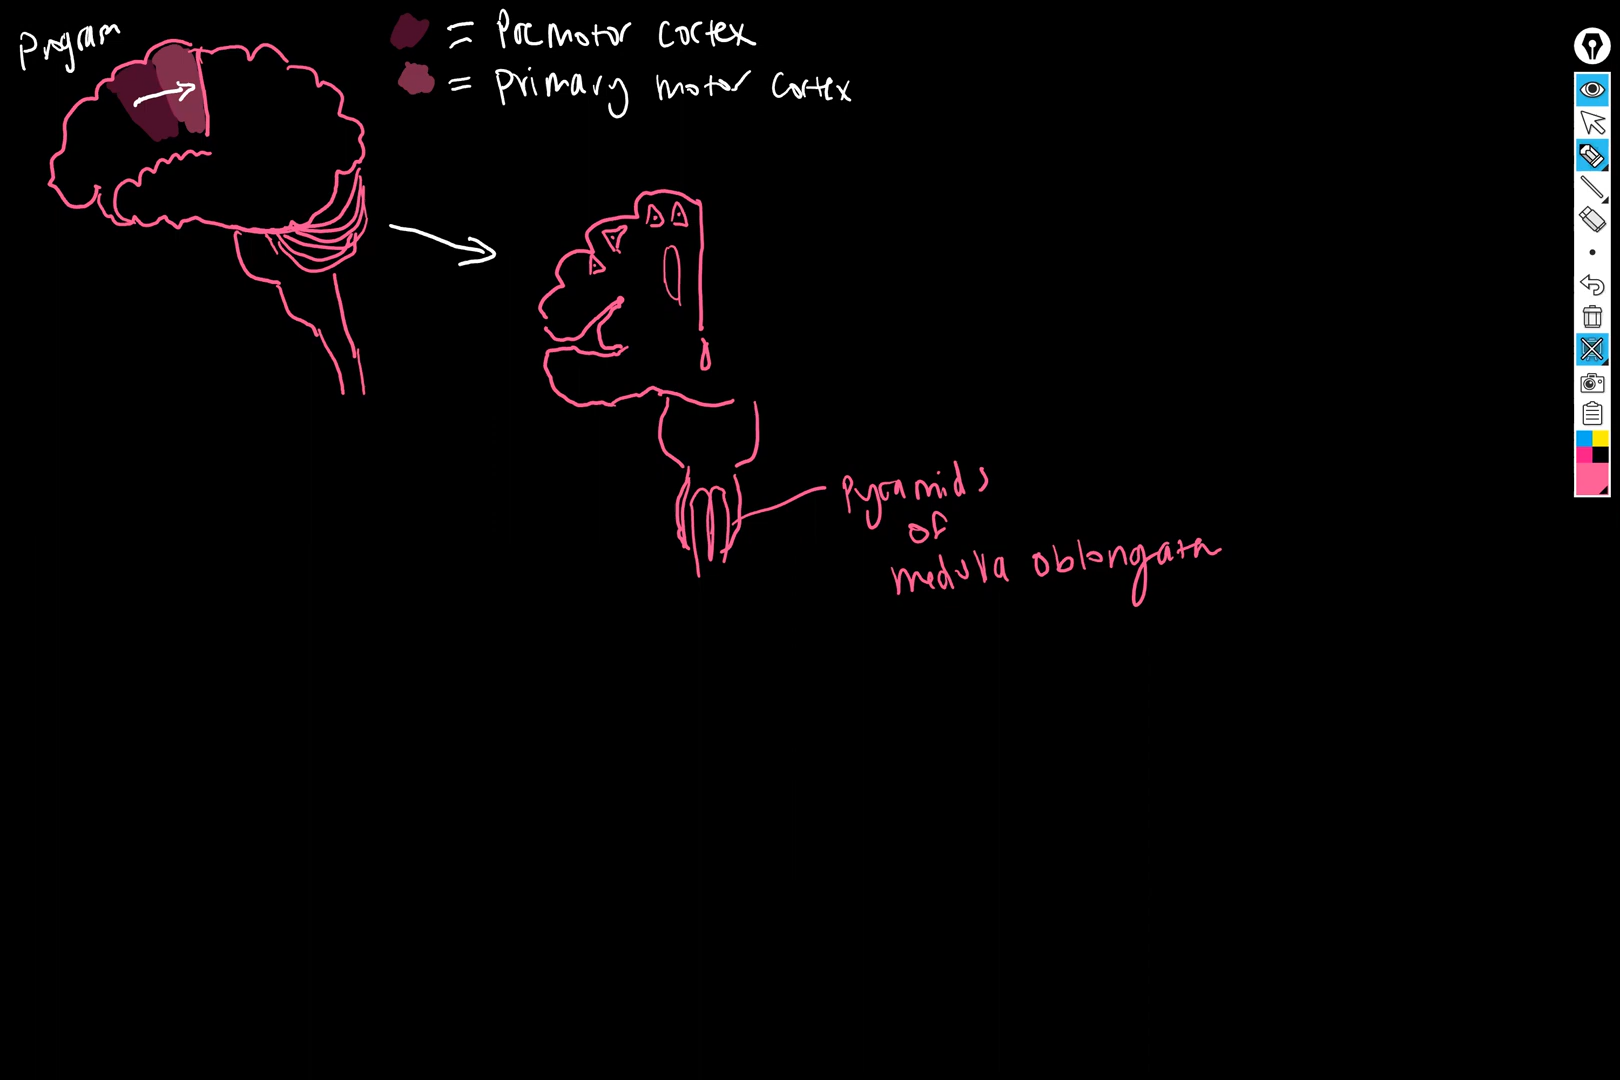 Program
= Premotor cortex
= Primary motor cortex
Pyramids
of
medulla oblongata